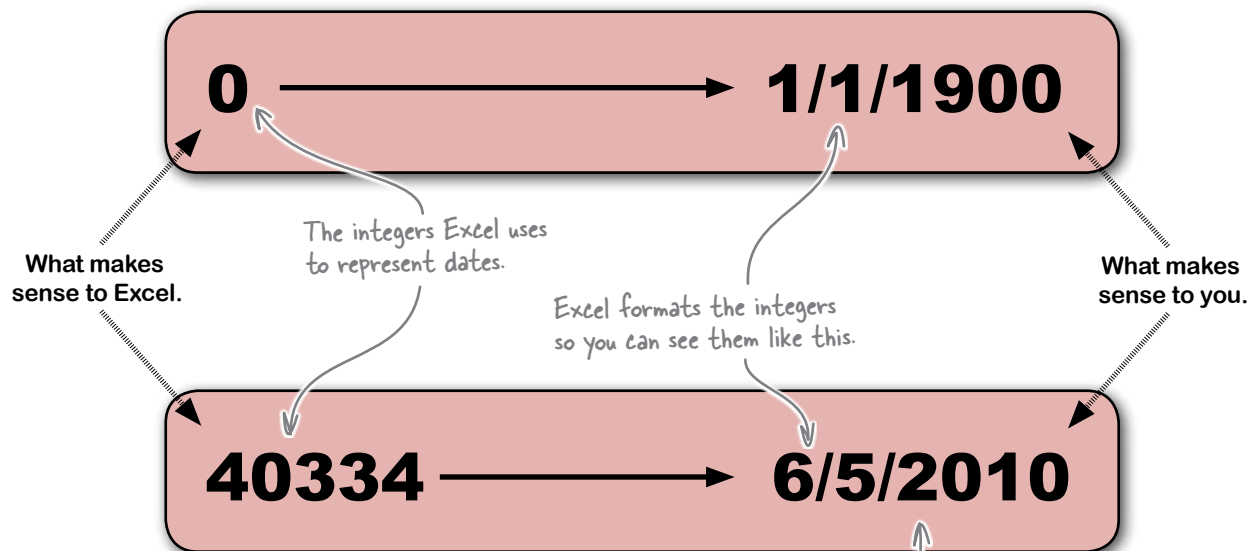 0 1/1/1900
The integers Excel uses
to represent dates.
What makes
sense to Excel.
What makes
sense to you.
Excel formats the integers
so you can see them like this.
40334 6/5/2010